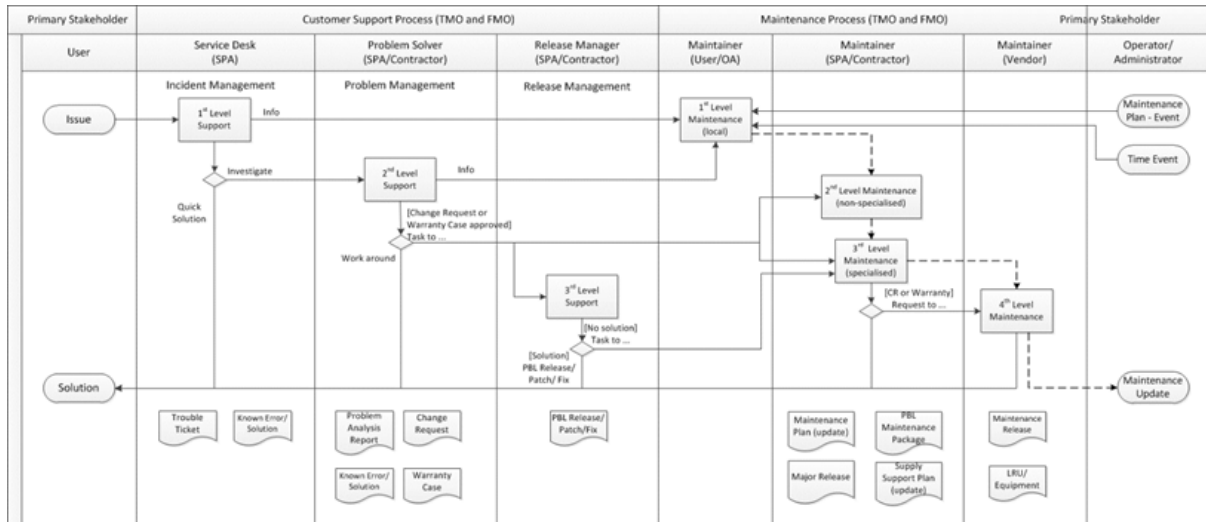 Primary Stakeholder
Customer Support Process (TMO and FMO)
Maintenance Process (TMO and FMO)
Primary Stakeholder
User
Service Desk
(SPA)
Problem Solver
(SPA/Contractor)
Release Manager
(SPA/Contractor)
Maintainer
(User/OA)
Maintainer
(SPA/Contractor)
Maintainer
(Vendor)
Operator/
Administrator
Incident Management
Problem Management
Release Management
Issue
1st Level
Support
Info
1st Level
Maintenance
(local)
Maintenance
Plan - Event
Time Event
Investigate
2nd Level
Support
Info
2nd Level Maintenance
(non-specialised)
Quick
Solution
[Change Request or
Warranty Case approved]
Task to ...
Work around
3rd Level
Maintenance
(specialised)
3rd Level
Support
[CR or Warranty]
Request to ...
4th Level
Maintenance
[No solution]
Task to ...
[Solution]
PBL Release/
Patch/ Fix
Solution
Maintenance
Update
Trouble
Ticket
Known Error/
Solution
Problem
Analysis
Report
Change
Request
PBL Release/
Patch/Fix
Maintenance
Plan (update)
PBL
Maintenance
Package
Maintenance
Release
Known Error/
Solution
Warranty
Case
Major Release
Supply
Support Plan
(update)
LRU/
Equipment